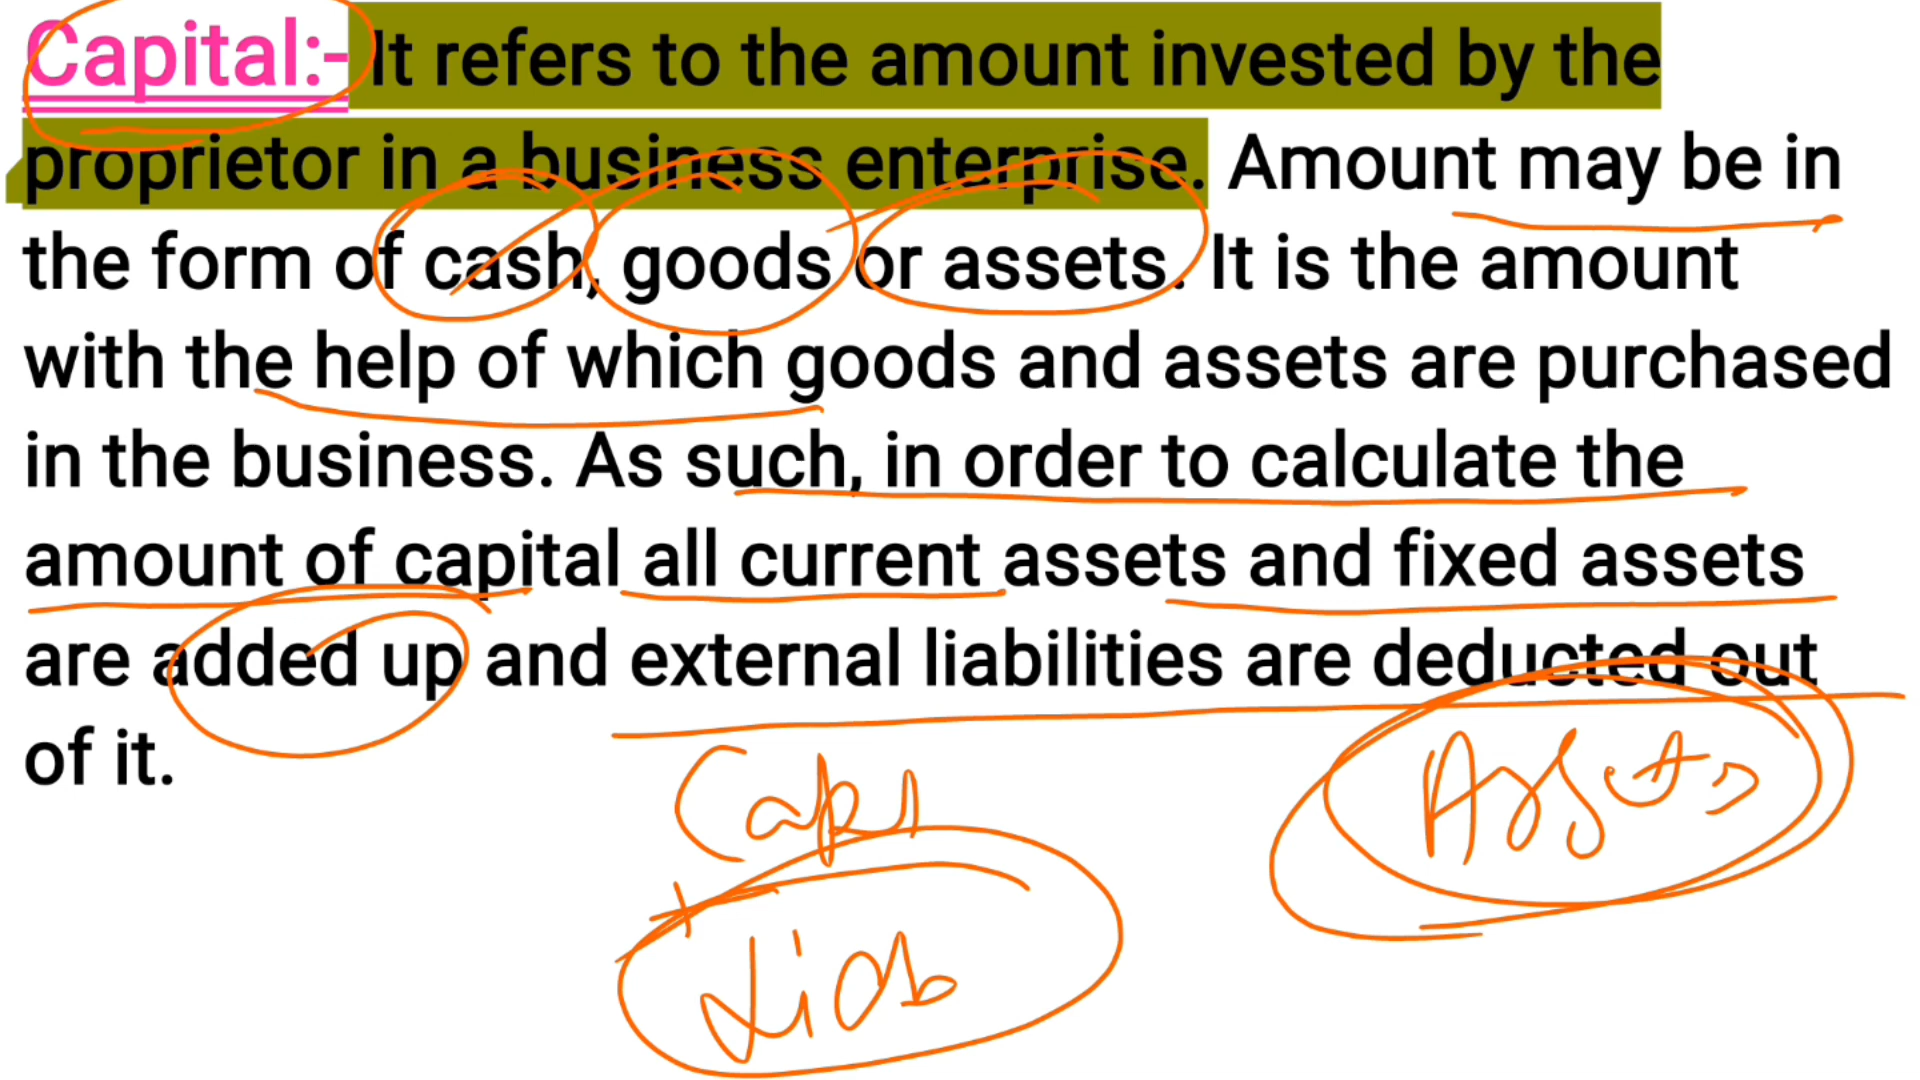 Capital:- It refers to the amount invested by the
proprietor in a business enterprise. Amount may be in
the form of cash, goods or assets. It is the amount
with the help of which goods and assets are purchased
in the business. As such, in order to calculate the
amount of capital all current assets and fixed assets
are added up and external liabilities are deducted out
of it.
Assets
+
Liab